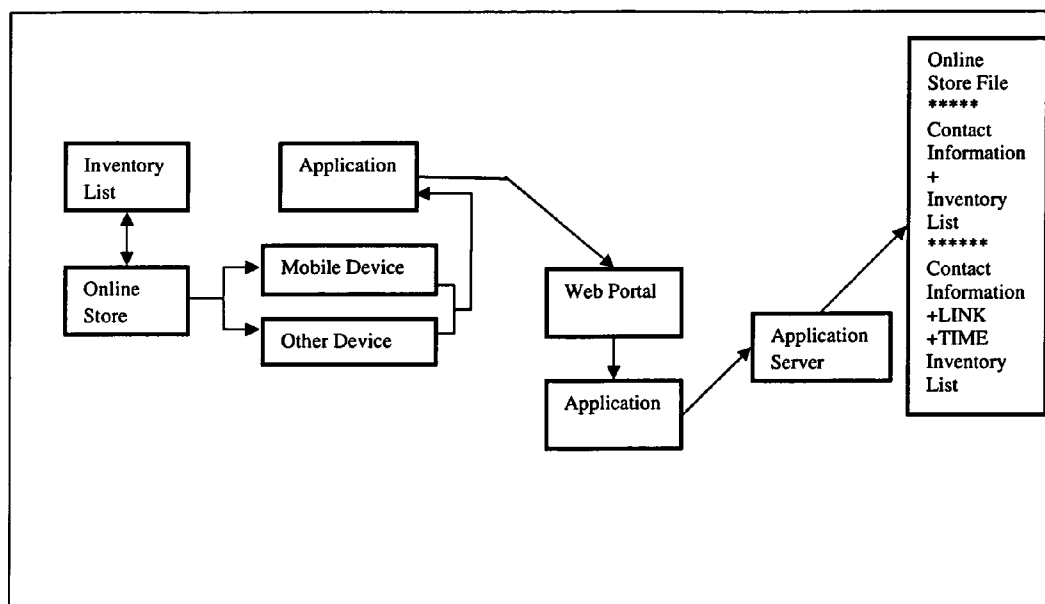 Inventory
List
Application
Online
Store
Mobile Device
Other Device
Web Portal
Application
Application
Server
Online
Store File
*****
Contact
Information
+
Inventory
List
******
Contact
Information
+LINK
+TIME
Inventory
List